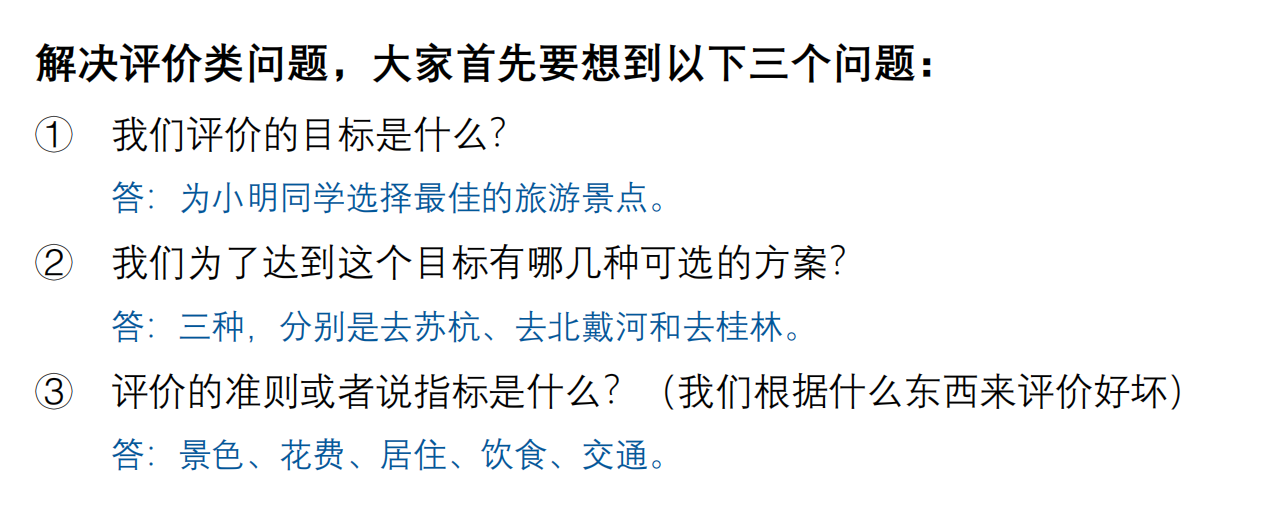 解决评价类问题，大家首先要想到以下三个问题：
① 我们评价的目标是什么？
答：为小明同学选择最佳的旅游景点。
② 我们为了达到这个目标有哪几种可选的方案？
答：三种，分别是去苏杭、去北戴河和去桂林。
③ 评价的准则或者说指标是什么？（我们根据什么东西来评价好坏）
答：景色、花费、居住、饮食、交通。